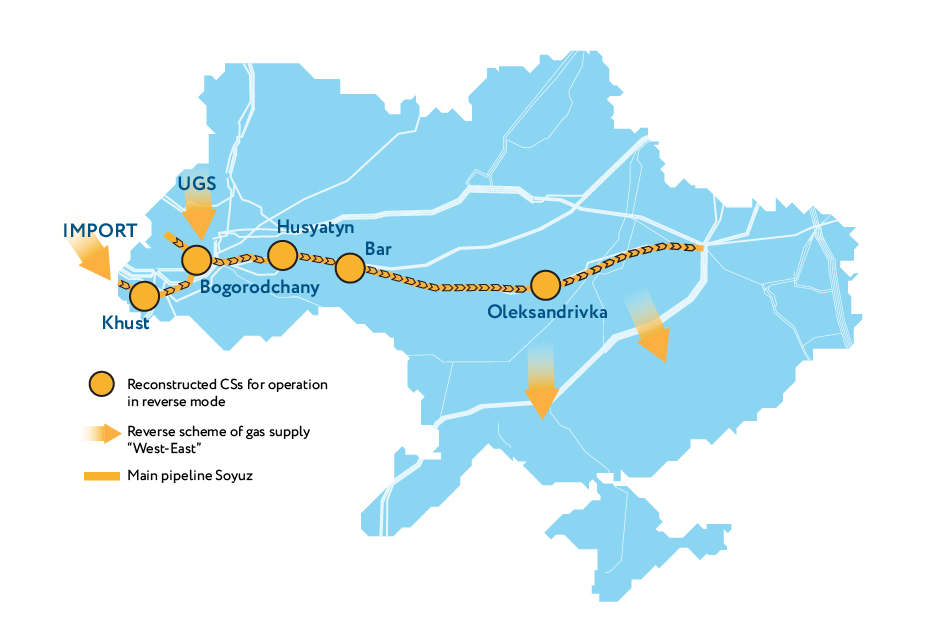 UGS
IMPORT
Husyatyn
Bar
Bogorodchany
Khust
Oleksandrivka
Reconstructed CSs for operation
in reverse mode
Reverse scheme of gas supply
“West-East”
Main pipeline Soyuz